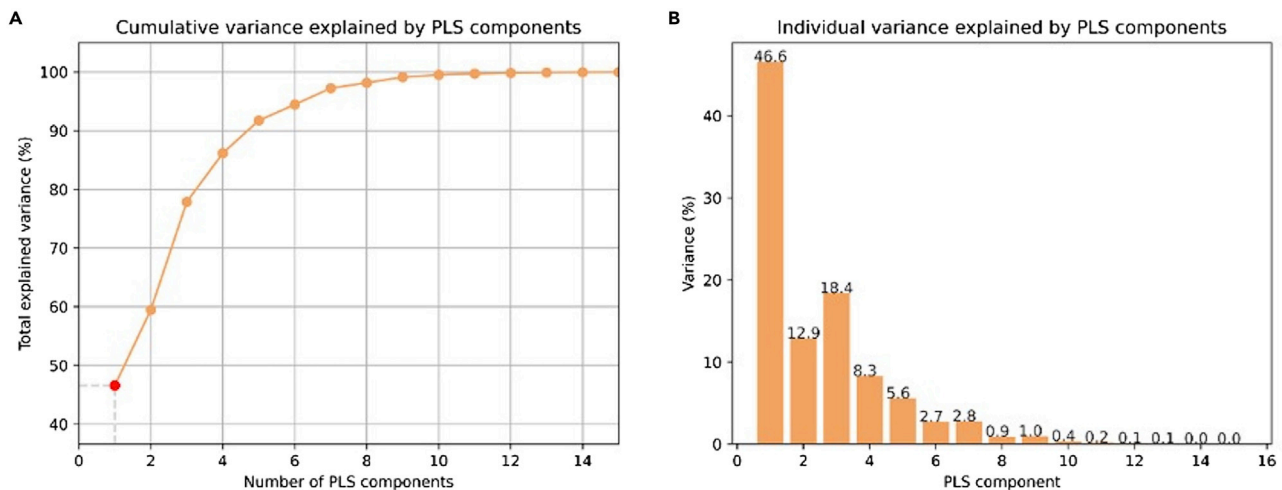 A
Cumulative variance explained by PLS components
Total explained variance (%)
100
90
80
70
60
50
40
0 2 4 6 8 10 12 14
Number of PLS components
B
Individual variance explained by PLS components
Variance (%)
40
30
20
10
0
46.6
12.9
18.4
8.3
5.6
2.7
2.8
0.9
1.0
0.4
0.2
0.1
0.1
0.0
0.0
0 2 4 6 8 10 12 14 16
PLS component